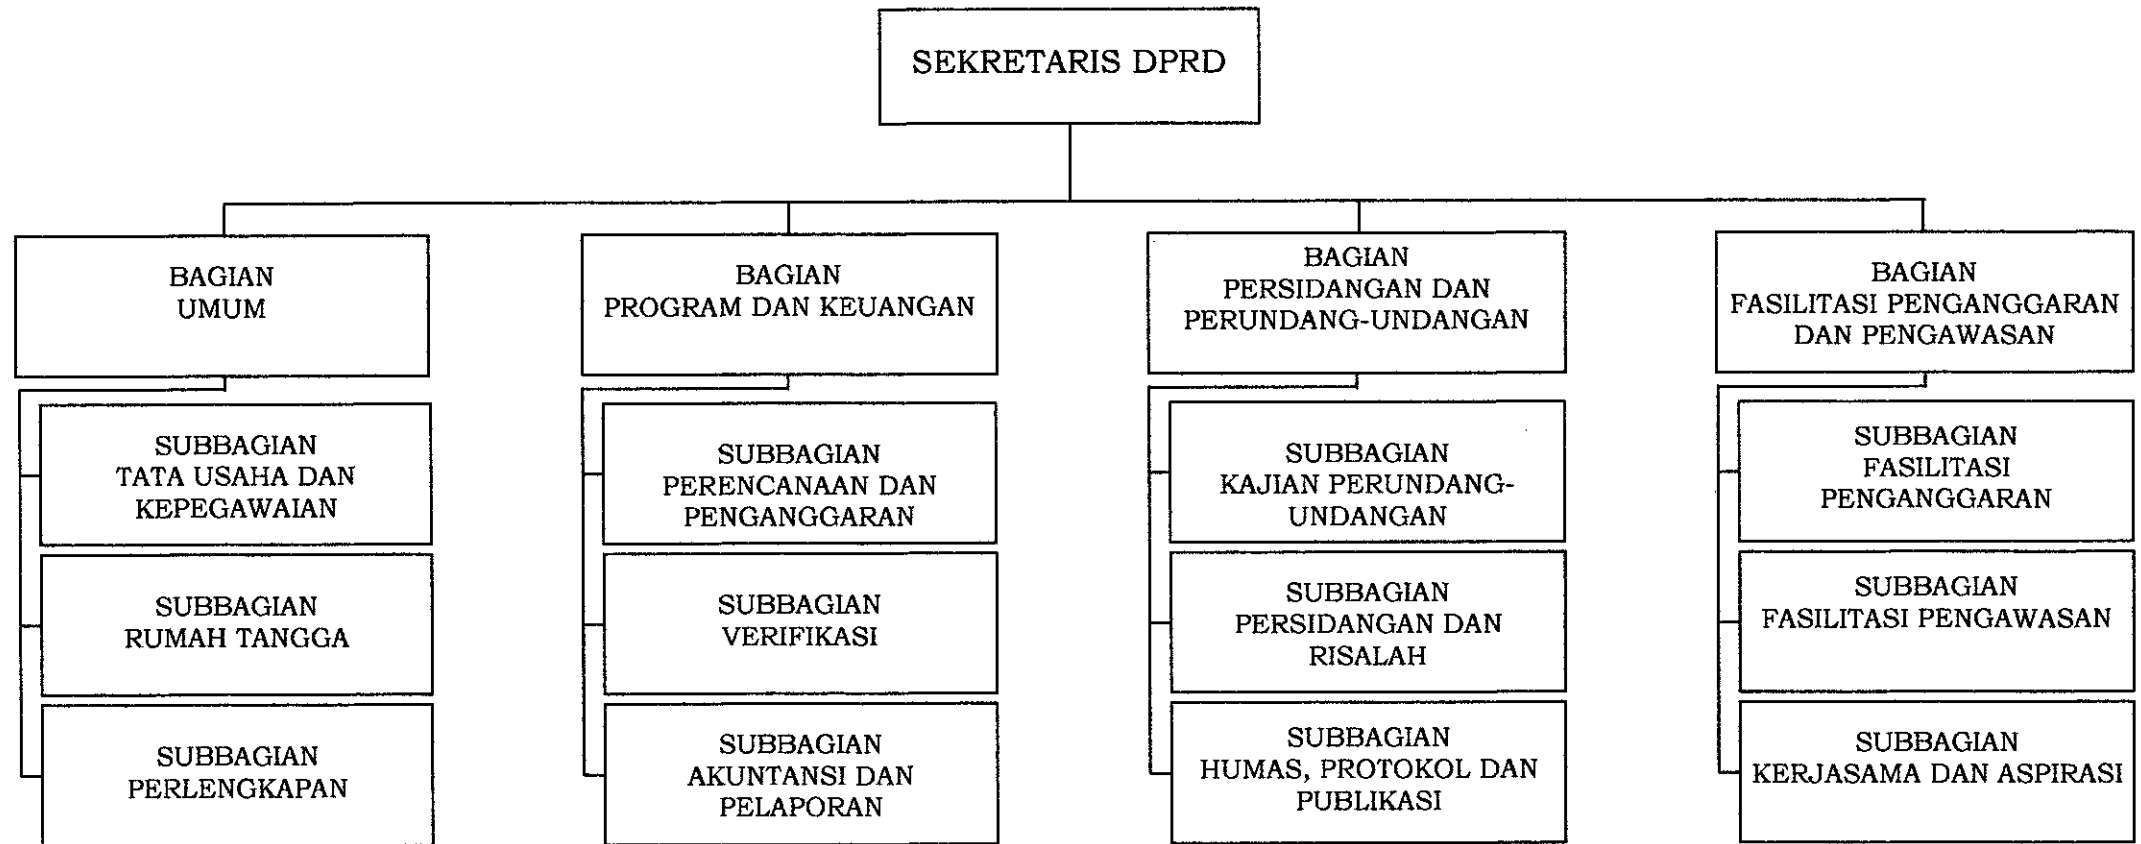 SEKRETARIS DPRD
BAGIAN
UMUM
BAGIAN
PROGRAM DAN KEUANGAN
BAGIAN
PERSIDANGAN DAN
PERUNDANG-UNDANGAN
BAGIAN
FASILITASI PENGANGGARAN
DAN PENGAWASAN
SUBBAGIAN
TATA USAHA DAN
KEPEGAWAIAN
SUBBAGIAN
RUMAH TANGGA
SUBBAGIAN
PERLENGKAPAN
SUBBAGIAN
PERENCANAAN DAN
PENGANGGARAN
SUBBAGIAN
VERIFIKASI
SUBBAGIAN
AKUNTANSI DAN
PELAPORAN
SUBBAGIAN
KAJIAN PERUNDANG-
UNDANGAN
SUBBAGIAN
PERSIDANGAN DAN
RISALAH
SUBBAGIAN
HUMAS, PROTOKOL DAN
PUBLIKASI
SUBBAGIAN
FASILITASI
PENGANGGARAN
SUBBAGIAN
FASILITASI PENGAWASAN
SUBBAGIAN
KERJASAMA DAN ASPIRASI